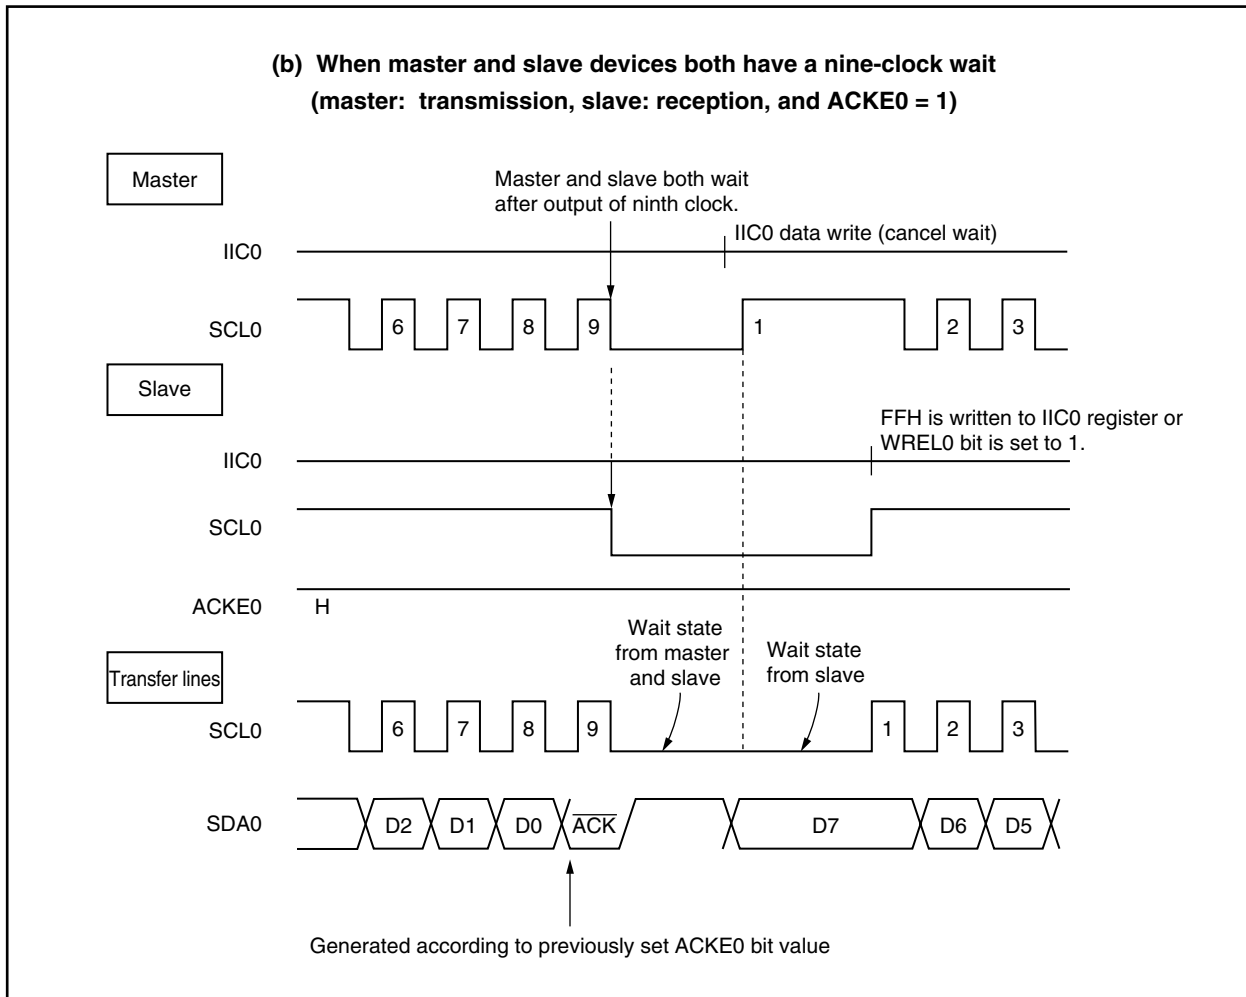 (b) When master and slave devices both have a nine-clock wait
(master: transmission, slave: reception, and ACKE0 = 1)
Master
Master and slave both wait
after output of ninth clock.
IIC0 data write (cancel wait)
IIC0
SCL0
6 7 8 9 1 2 3
Slave
FFH is written to IIC0 register or
WREL0 bit is set to 1.
IIC0
SCL0
ACKE0 H
Wait state
from master
and slave
Wait state
from slave
Transfer lines
SCL0
6 7 8 9 1 2 3
SDA0
D2 D1 D0 ACK D7 D6 D5
Generated according to previously set ACKE0 bit value